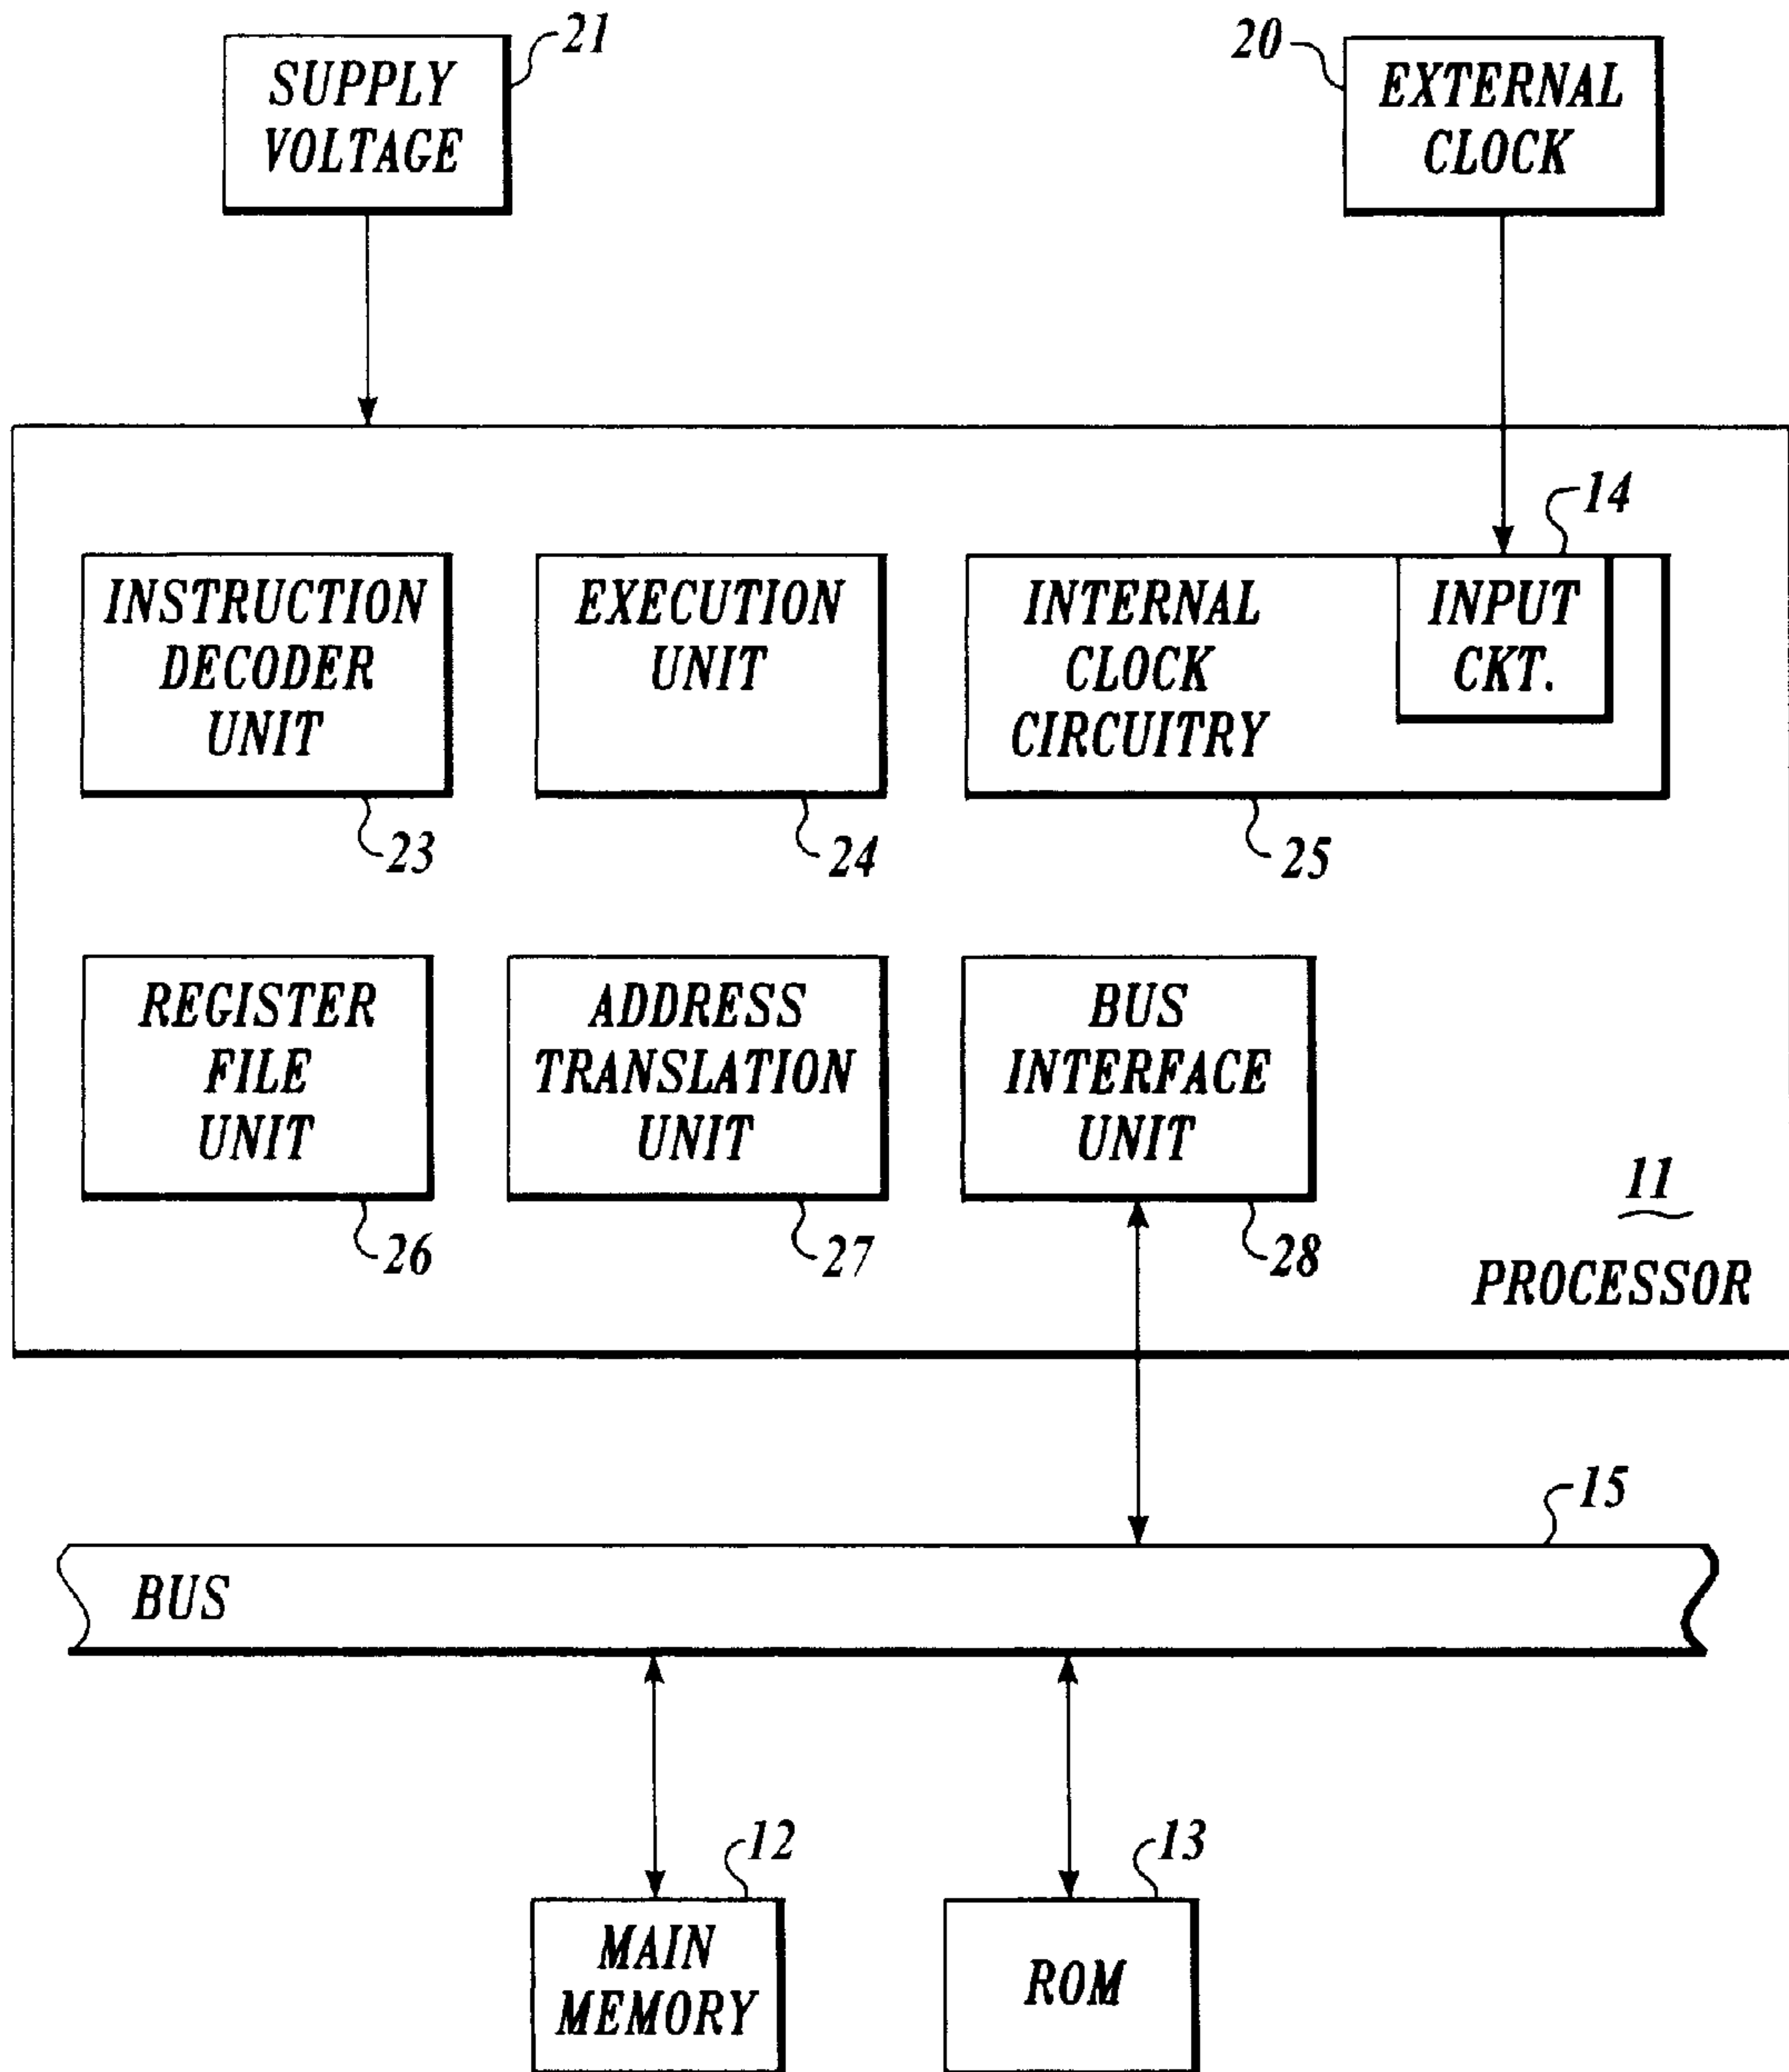 21
SUPPLY
VOLTAGE
20
EXTERNAL
CLOCK
14
INSTRUCTION
DECODER
UNIT
23
EXECUTION
UNIT
24
INTERNAL
CLOCK
CIRCUITRY
25
INPUT
CKT.
REGISTER
FILE
UNIT
26
ADDRESS
TRANSLATION
UNIT
27
BUS
INTERFACE
UNIT
28
11
PROCESSOR
15
BUS
12
MAIN
MEMORY
13
ROM